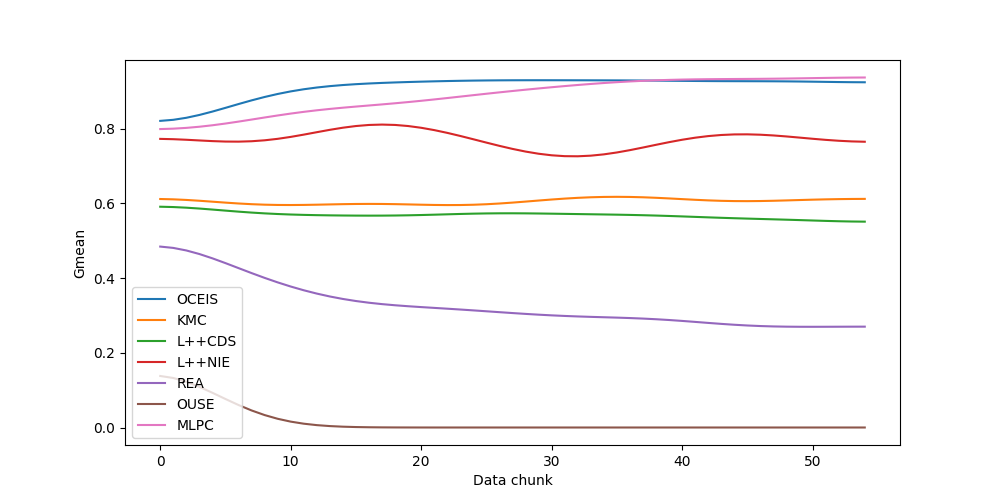 Gmean
0.8
0.6
0.4
0.2
0.0
OCEIS
KMC
L++CDS
L++NIE
REA
OUSE
MLPC
0 10 20 30 40 50
Data chunk